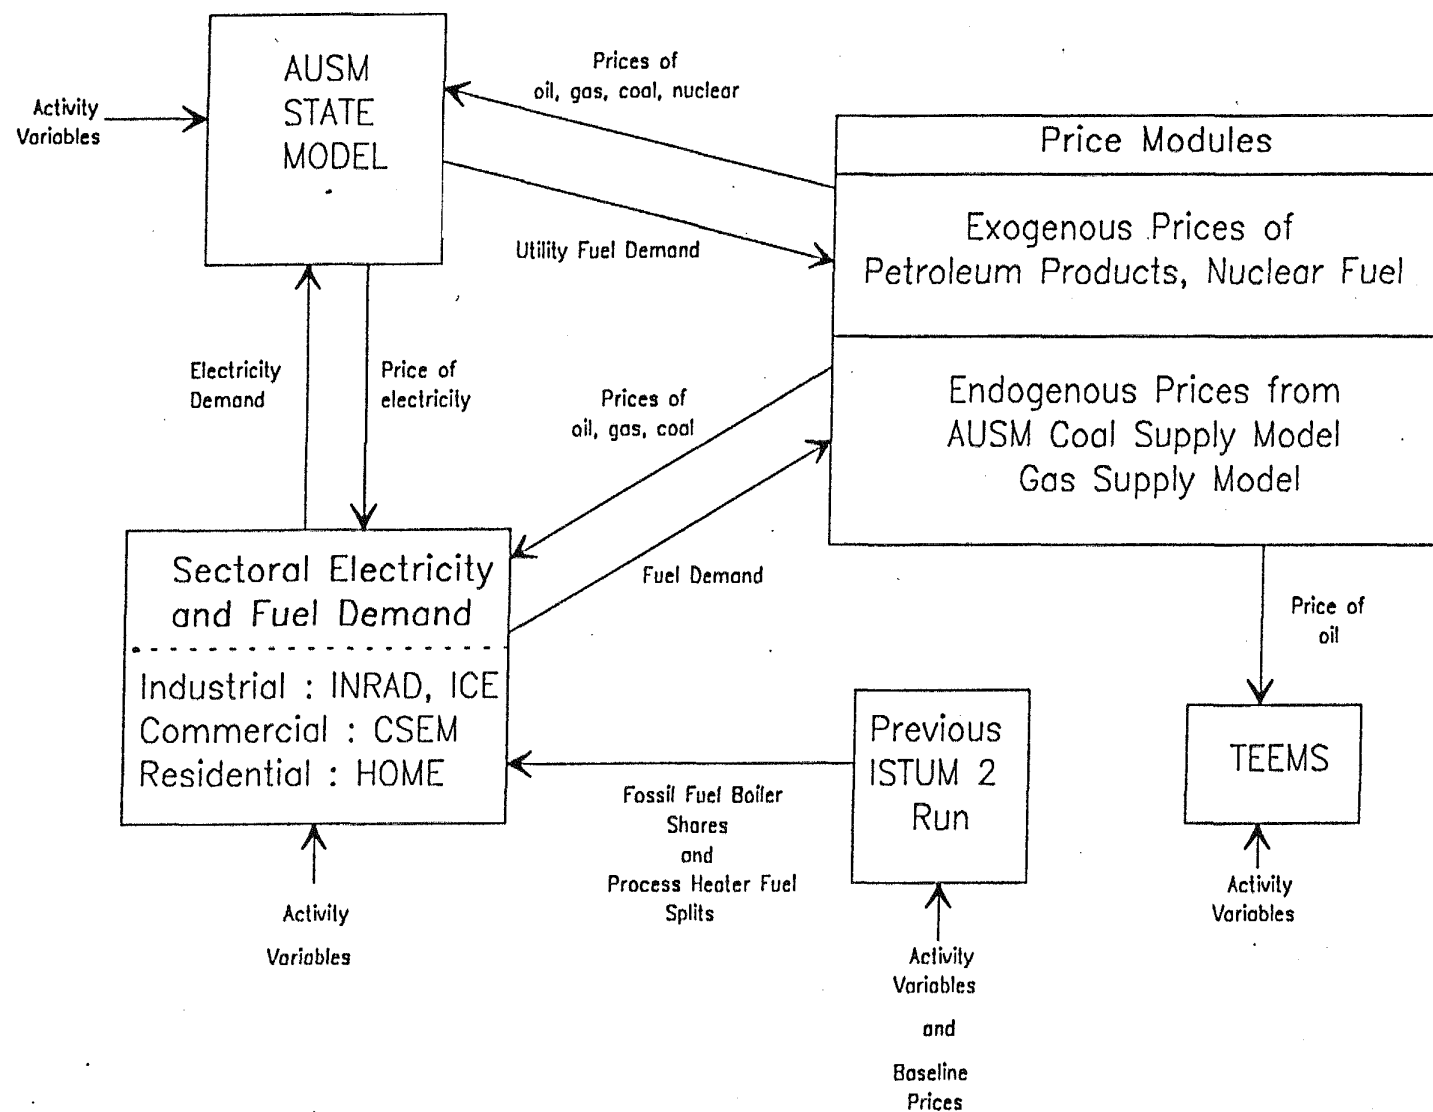 AUSM
STATE
MODEL
Activity
Variables
Prices of
oil, gas, coal, nuclear
Utility Fuel Demand
Price Modules
Exogenous Prices of
Petroleum Products, Nuclear Fuel
Endogenous Prices from
AUSM Coal Supply Model
Gas Supply Model
Electricity
Demand
Price of
electricity
Prices of
oil, gas, coal
Fuel Demand
Sectoral Electricity
and Fuel Demand
Industrial : INRAD, ICE
Commercial : CSEM
Residential : HOME
Activity
Variables
Fossil Fuel Boiler
Shares
and
Process Heater Fuel
Splits
Previous
ISTUM 2
Run
Activity
Variables
and
Baseline
Prices
Price of
oil
TEEMS
Activity
Variables